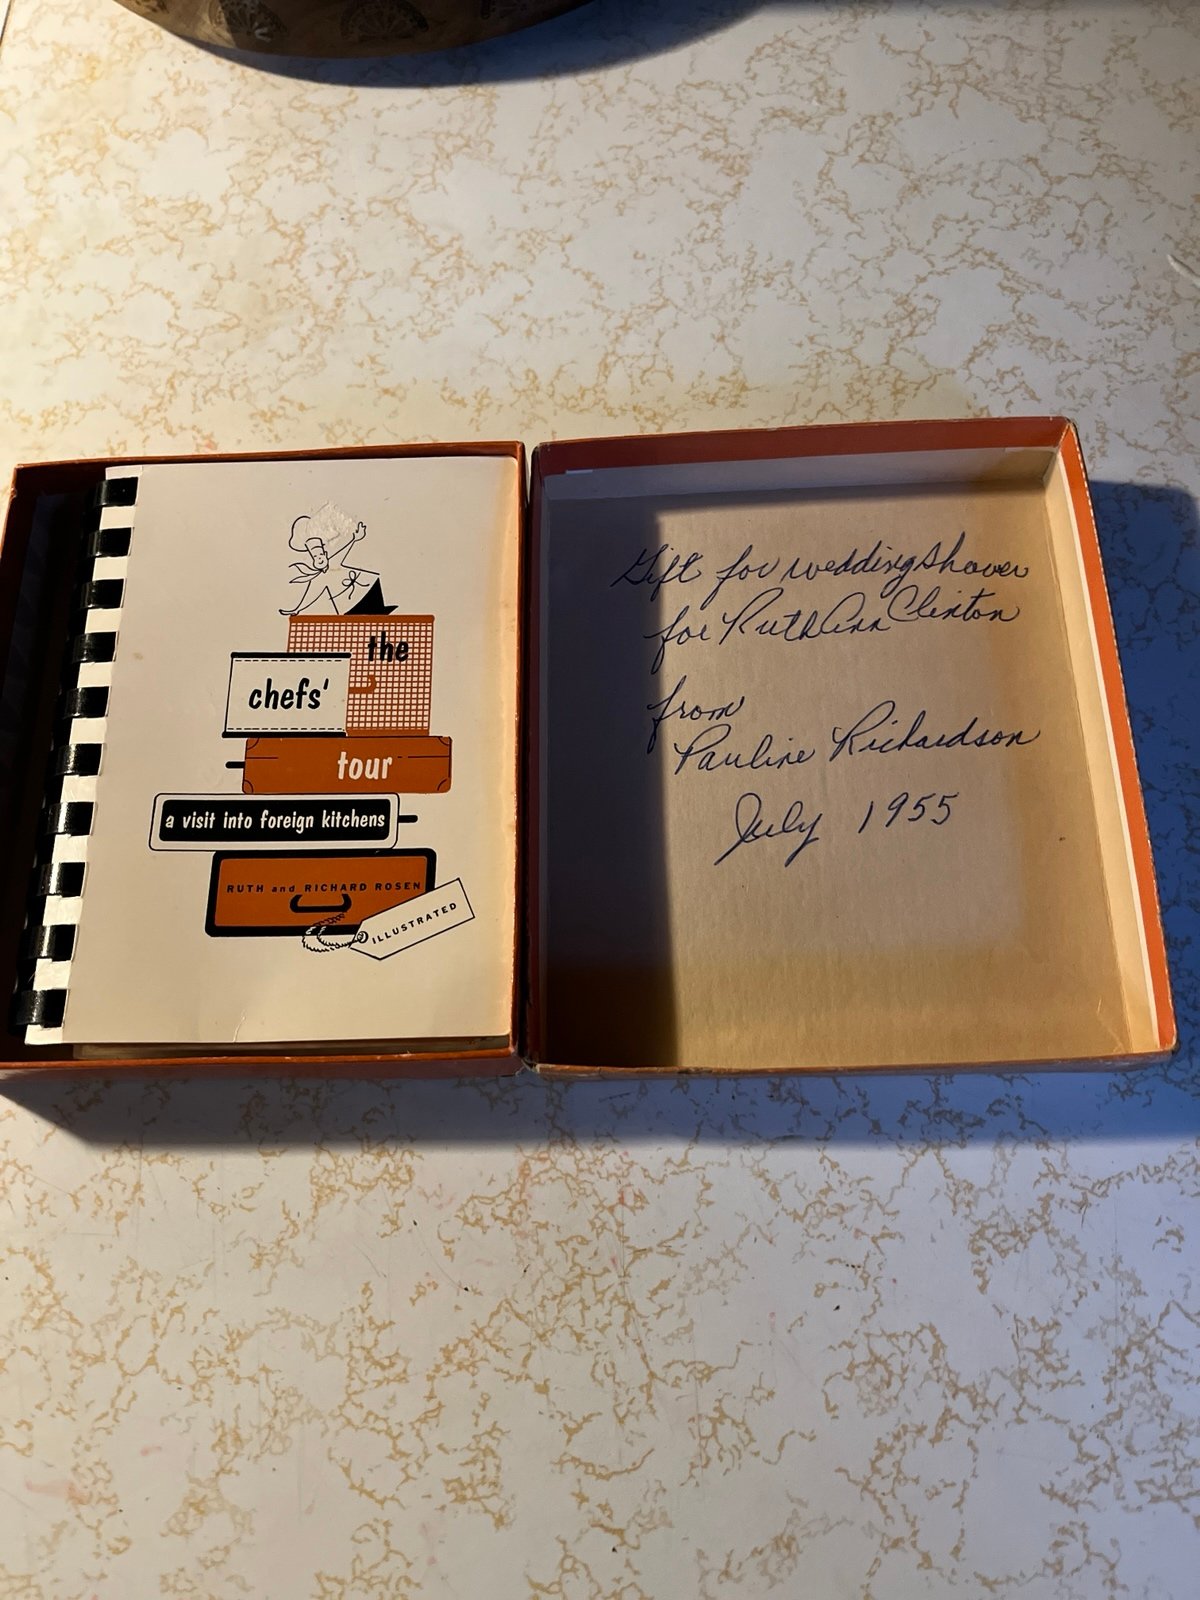 the
chefs'
tour
a visit into foreign kitchens
RUTH and RICHARD ROSEN
ILLUSTRATED
Gift for wedding shower
for Ruth Ann Clinton
from
Pauline Richardson
July 1955